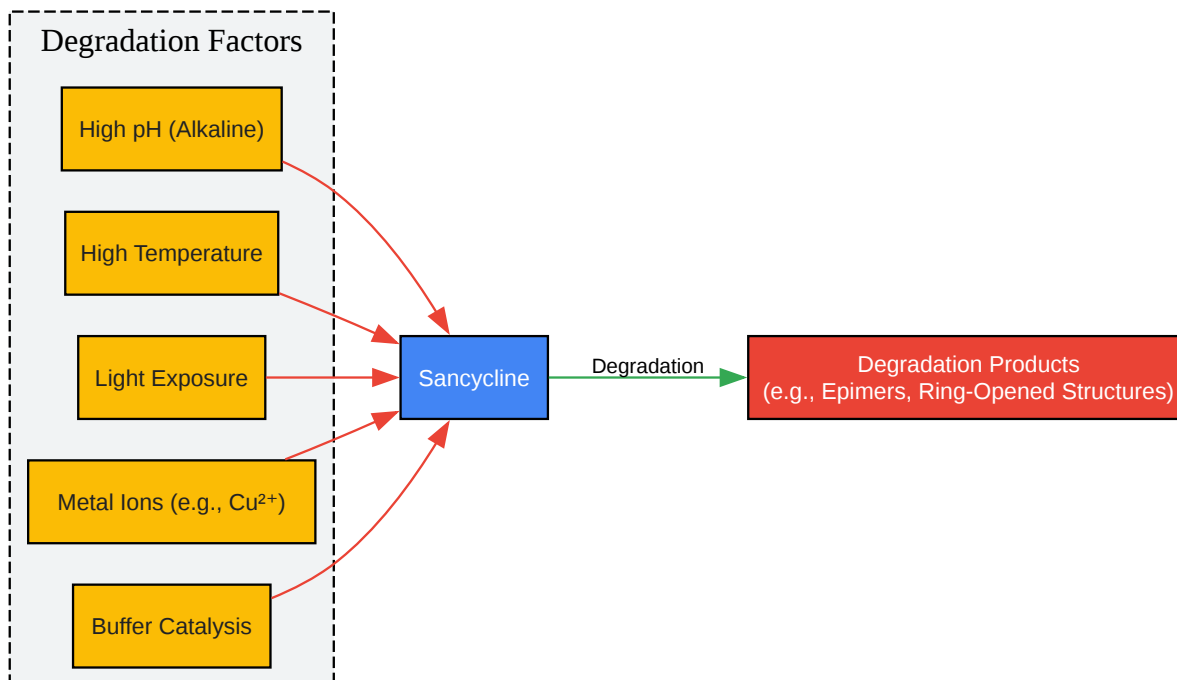 Degradation Factors
High pH (Alkaline)
High Temperature
Light Exposure
Metal Ions (e.g., Cu²⁺)
Buffer Catalysis
Sancycline
Degradation
Degradation Products
(e.g., Epimers, Ring-Opened Structures)